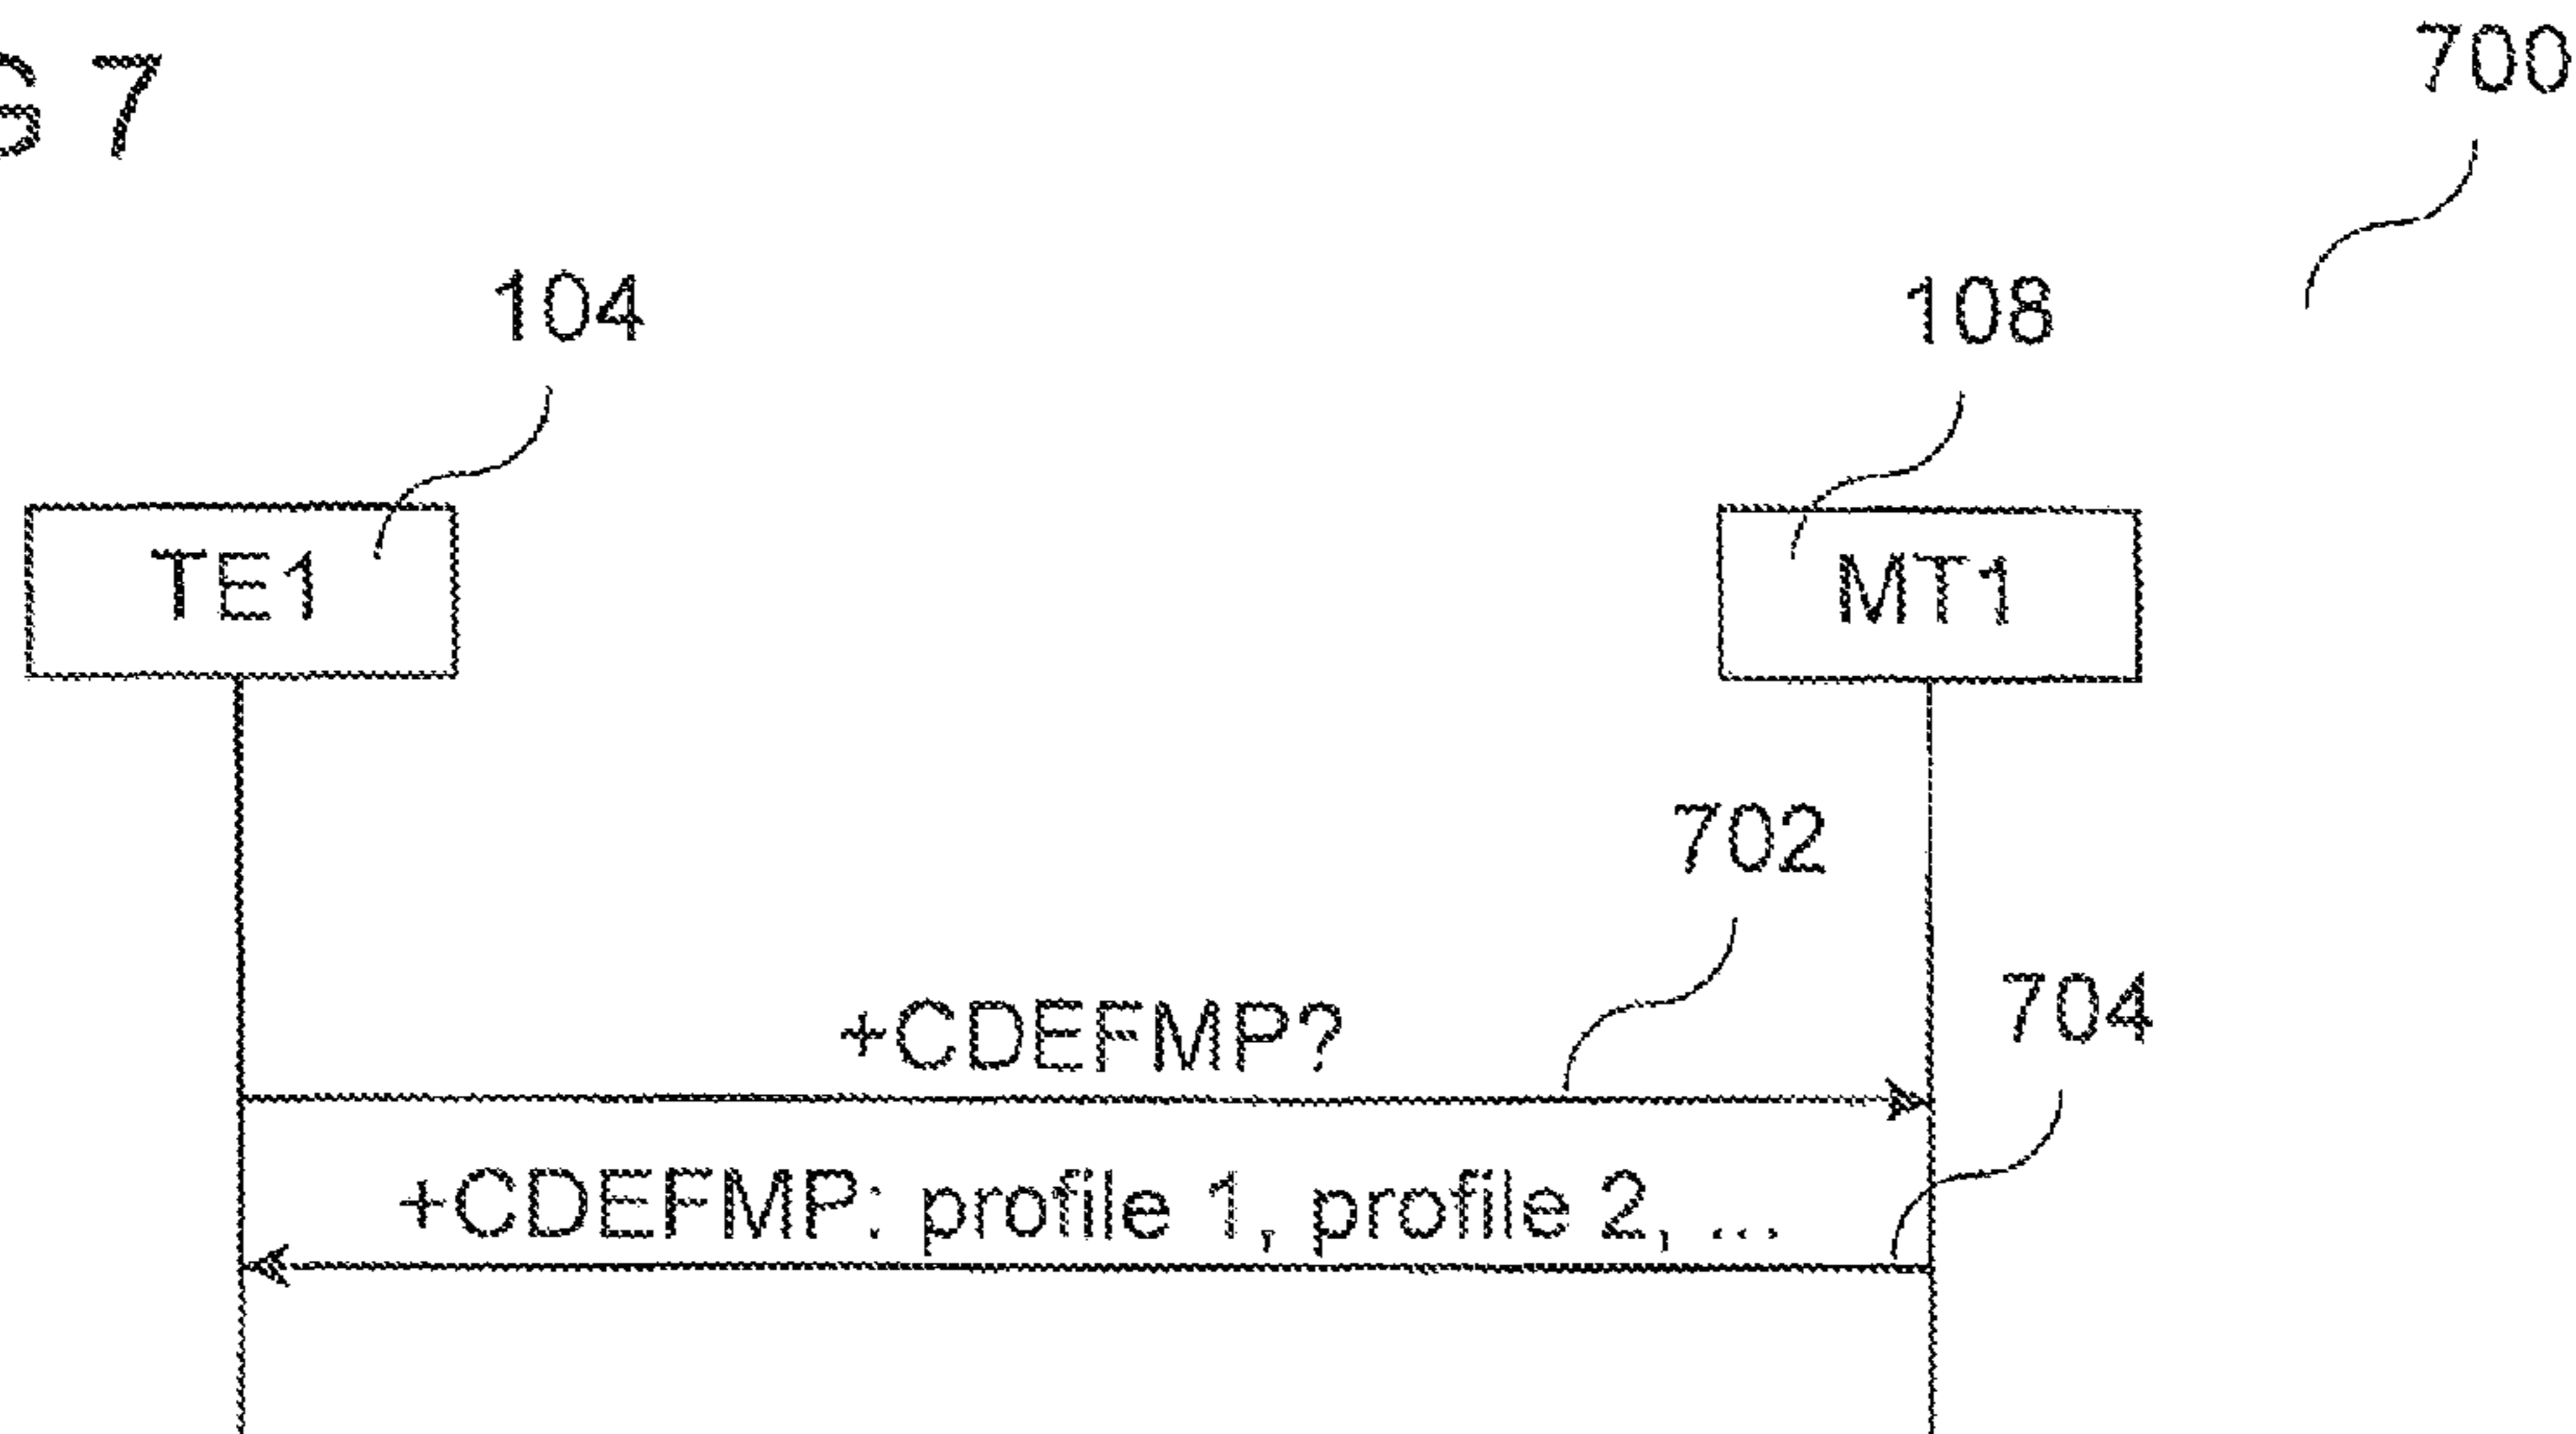 G 7
700
104
108
TE1
MT1
702
+CDEFMP?
704
+CDEFMP: profile 1, profile 2, ...